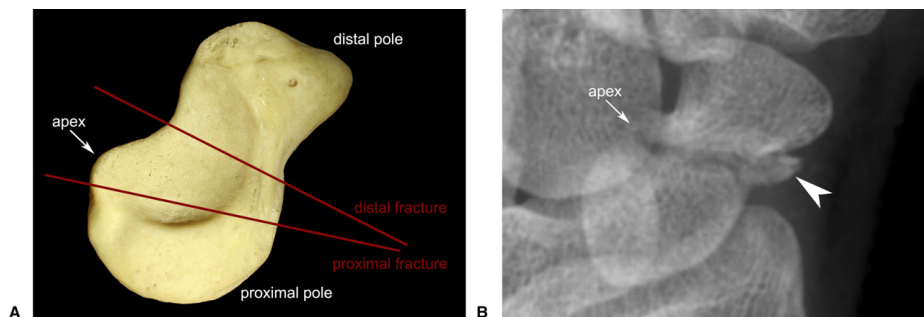 distal pole
apex
distal fracture
proximal fracture
proximal pole
A
apex
B